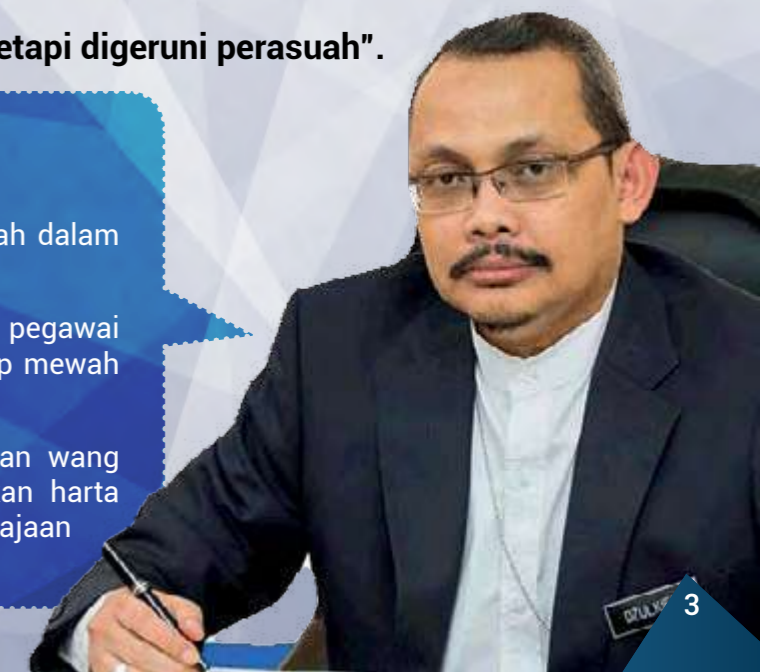 etapi digeruni perasuah”.
ah dalam
pegawai
p mewah
an wang
an harta
ajaan
3